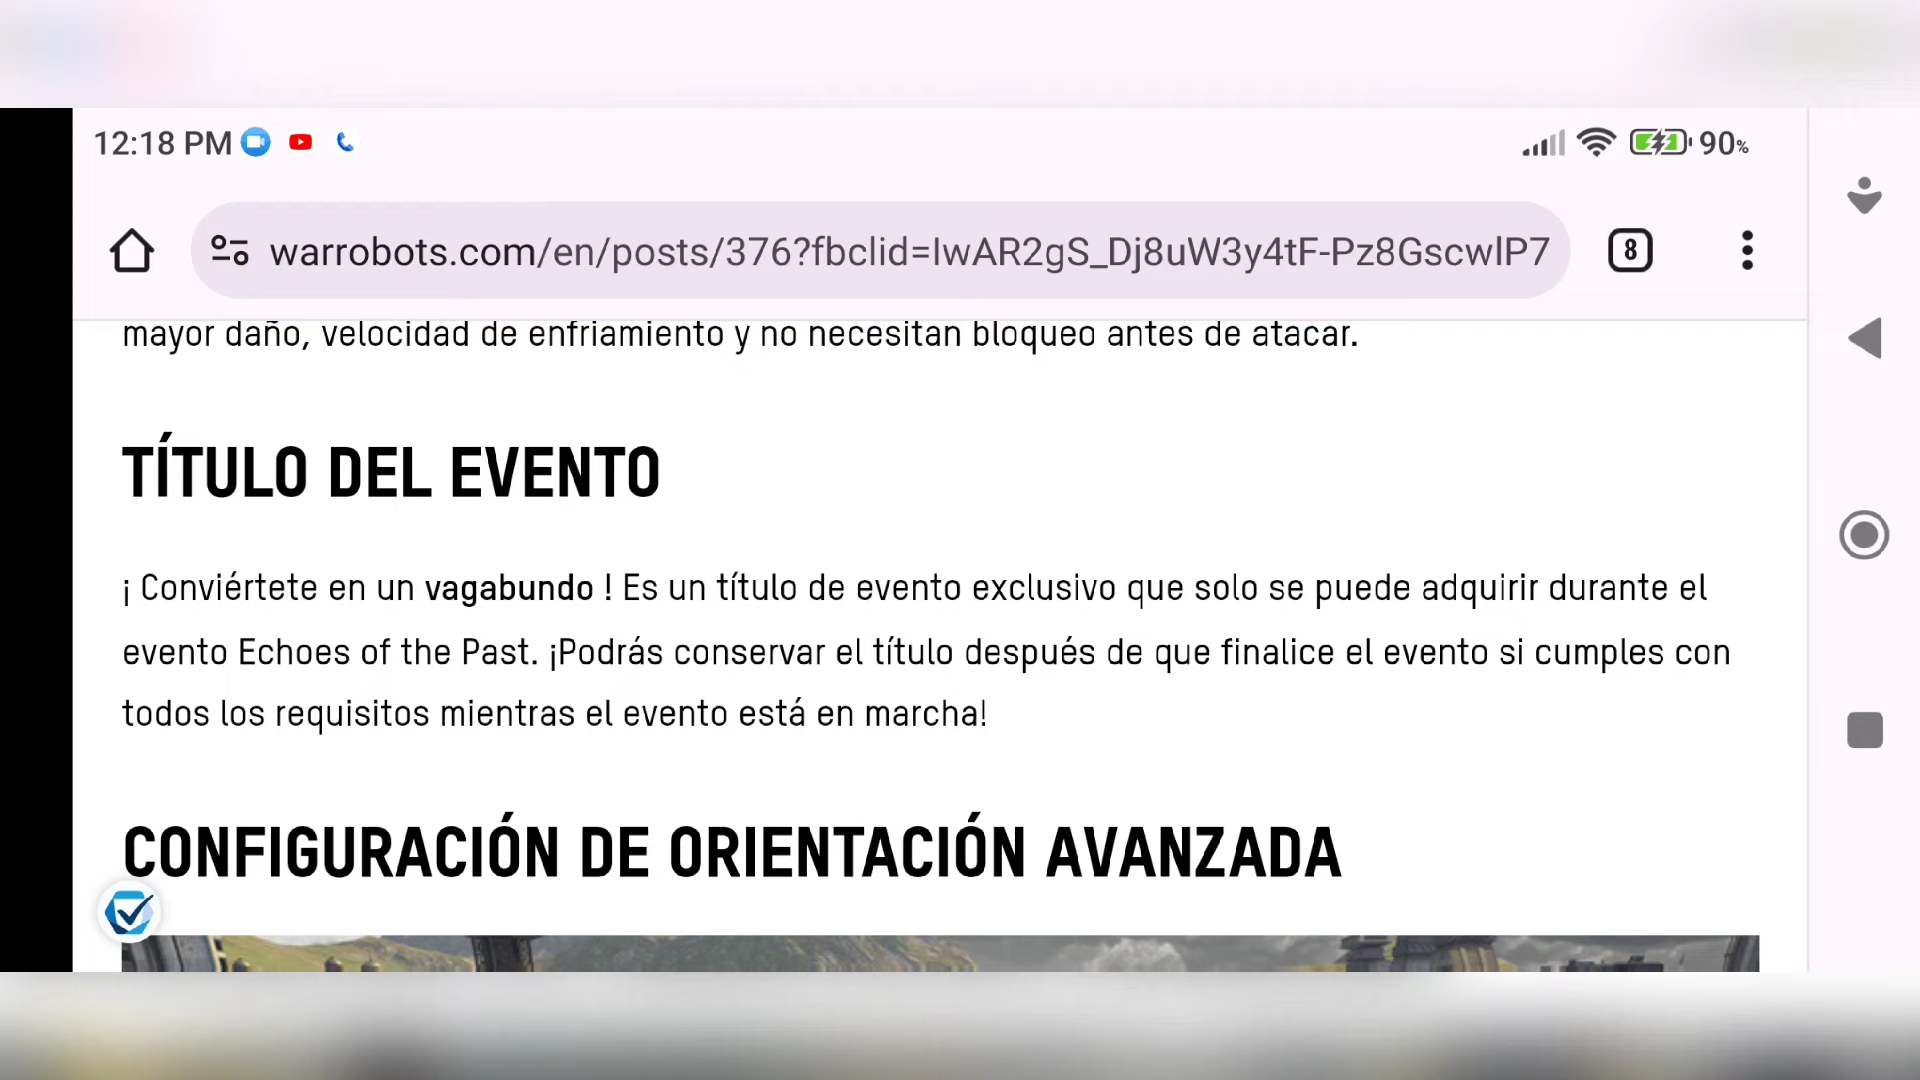 12:18 PM
90%
warrobots.com/en/posts/376?fbclid=IwAR2gS_Dj8uW3y4tF-Pz8GscwlP7
8
mayor daño, velocidad de enfriamiento y no necesitan bloqueo antes de atacar.
TÍTULO DEL EVENTO
¡ Conviértete en un vagabundo ! Es un título de evento exclusivo que solo se puede adquirir durante el
evento Echoes of the Past. ¡Podrás conservar el título después de que finalice el evento si cumples con
todos los requisitos mientras el evento está en marcha!
CONFIGURACIÓN DE ORIENTACIÓN AVANZADA